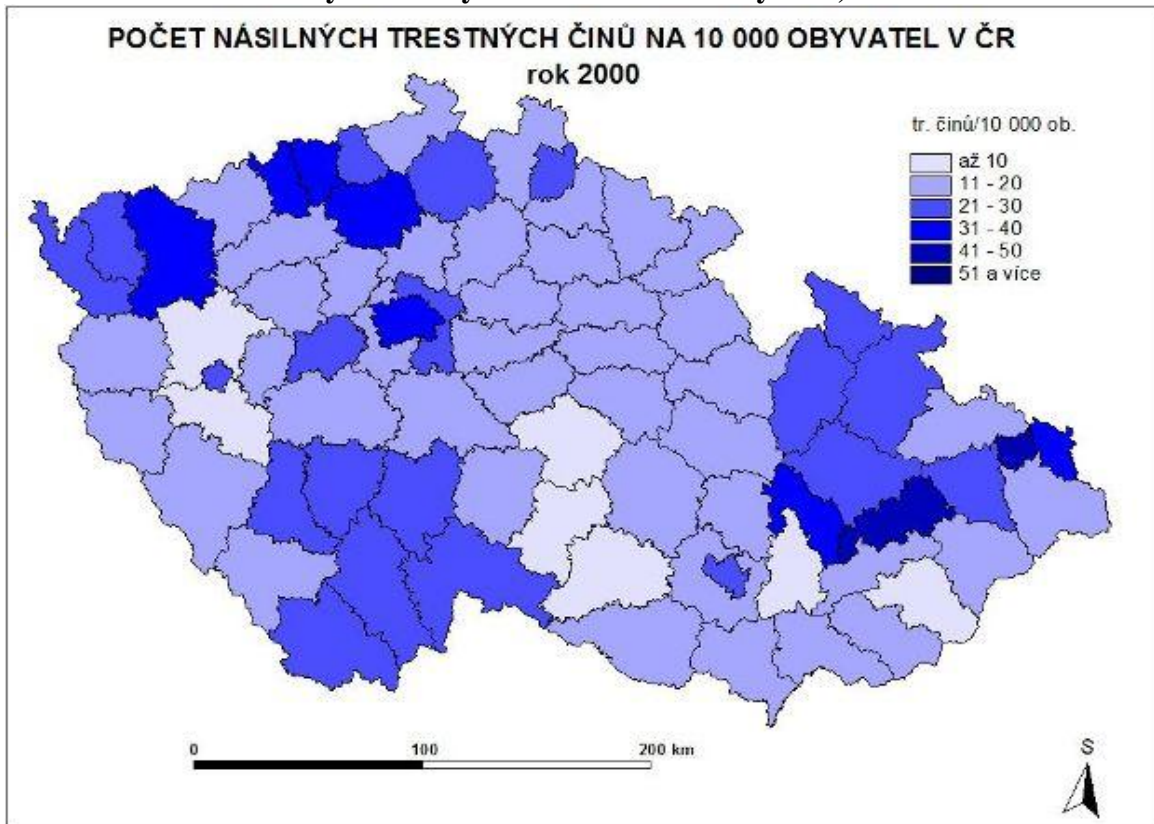 POČET NÁSILNÝCH TRESTNÝCH ČINŮ NA 10 000 OBYVATEL V ČR
rok 2000
tr. činů/10 000 ob.
až 10
11 - 20
21 - 30
31 - 40
41 - 50
51 a více
0 100 200 km
S